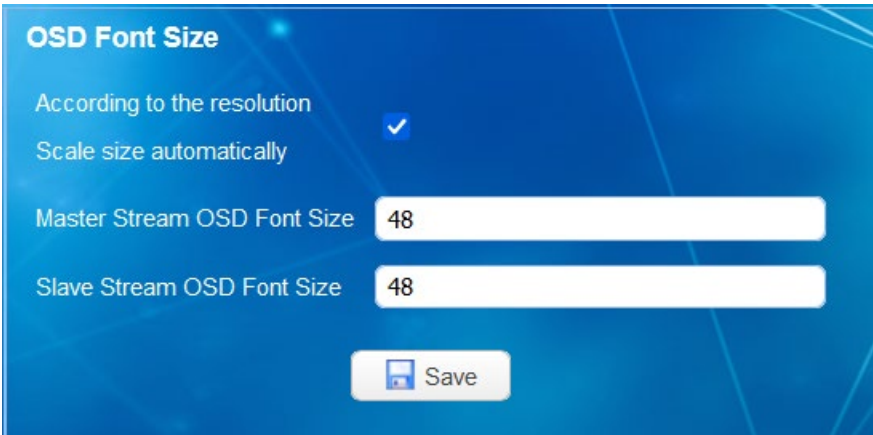 OSD Font Size
According to the resolution
Scale size automatically
Master Stream OSD Font Size 48
Slave Stream OSD Font Size 48
Save